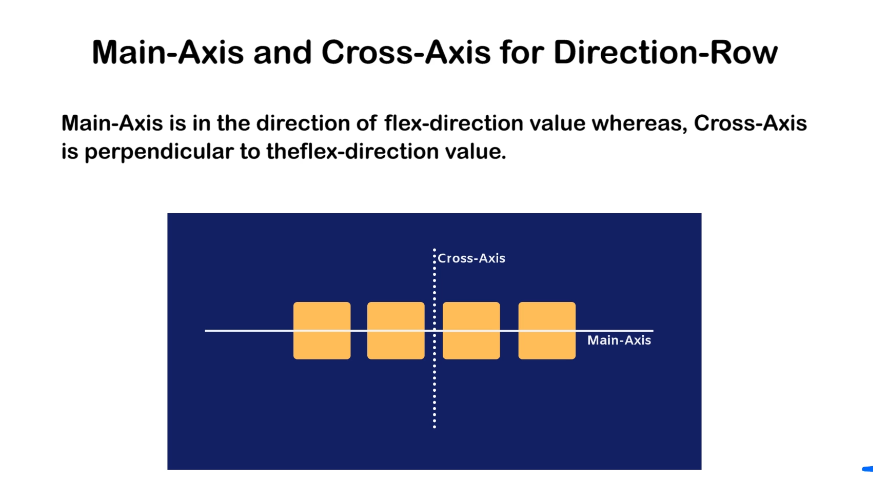 Main-Axis and Cross-Axis for Direction-Row
Main-Axis is in the direction of flex-direction value whereas, Cross-Axis
is perpendicular to theflex-direction value.
Cross-Axis
Main-Axis